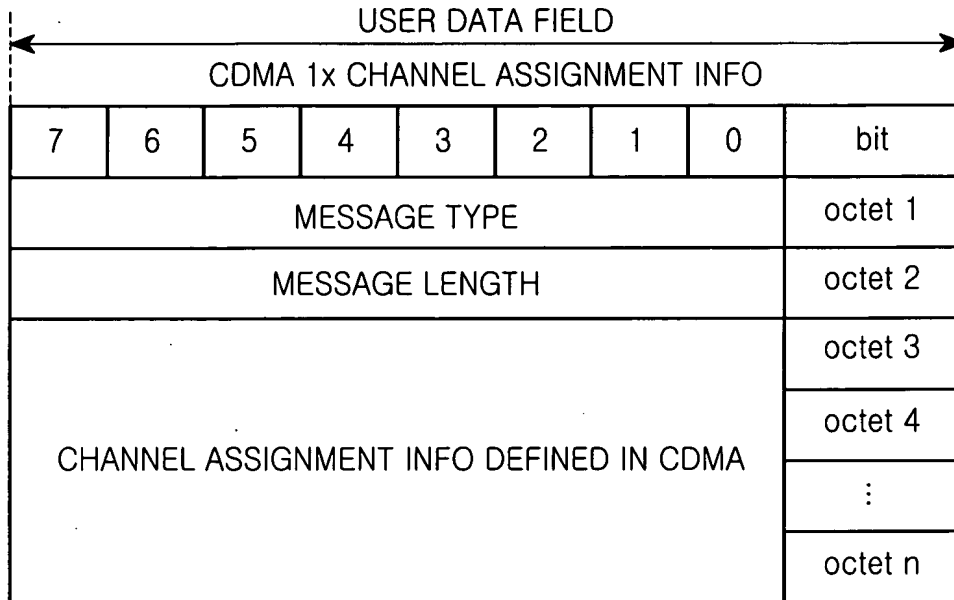 USER DATA FIELD
CDMA 1x CHANNEL ASSIGNMENT INFO
7 6 5 4 3 2 1 0 bit
MESSAGE TYPE octet 1
MESSAGE LENGTH octet 2
octet 3
octet 4
CHANNEL ASSIGNMENT INFO DEFINED IN CDMA
⋮
octet n